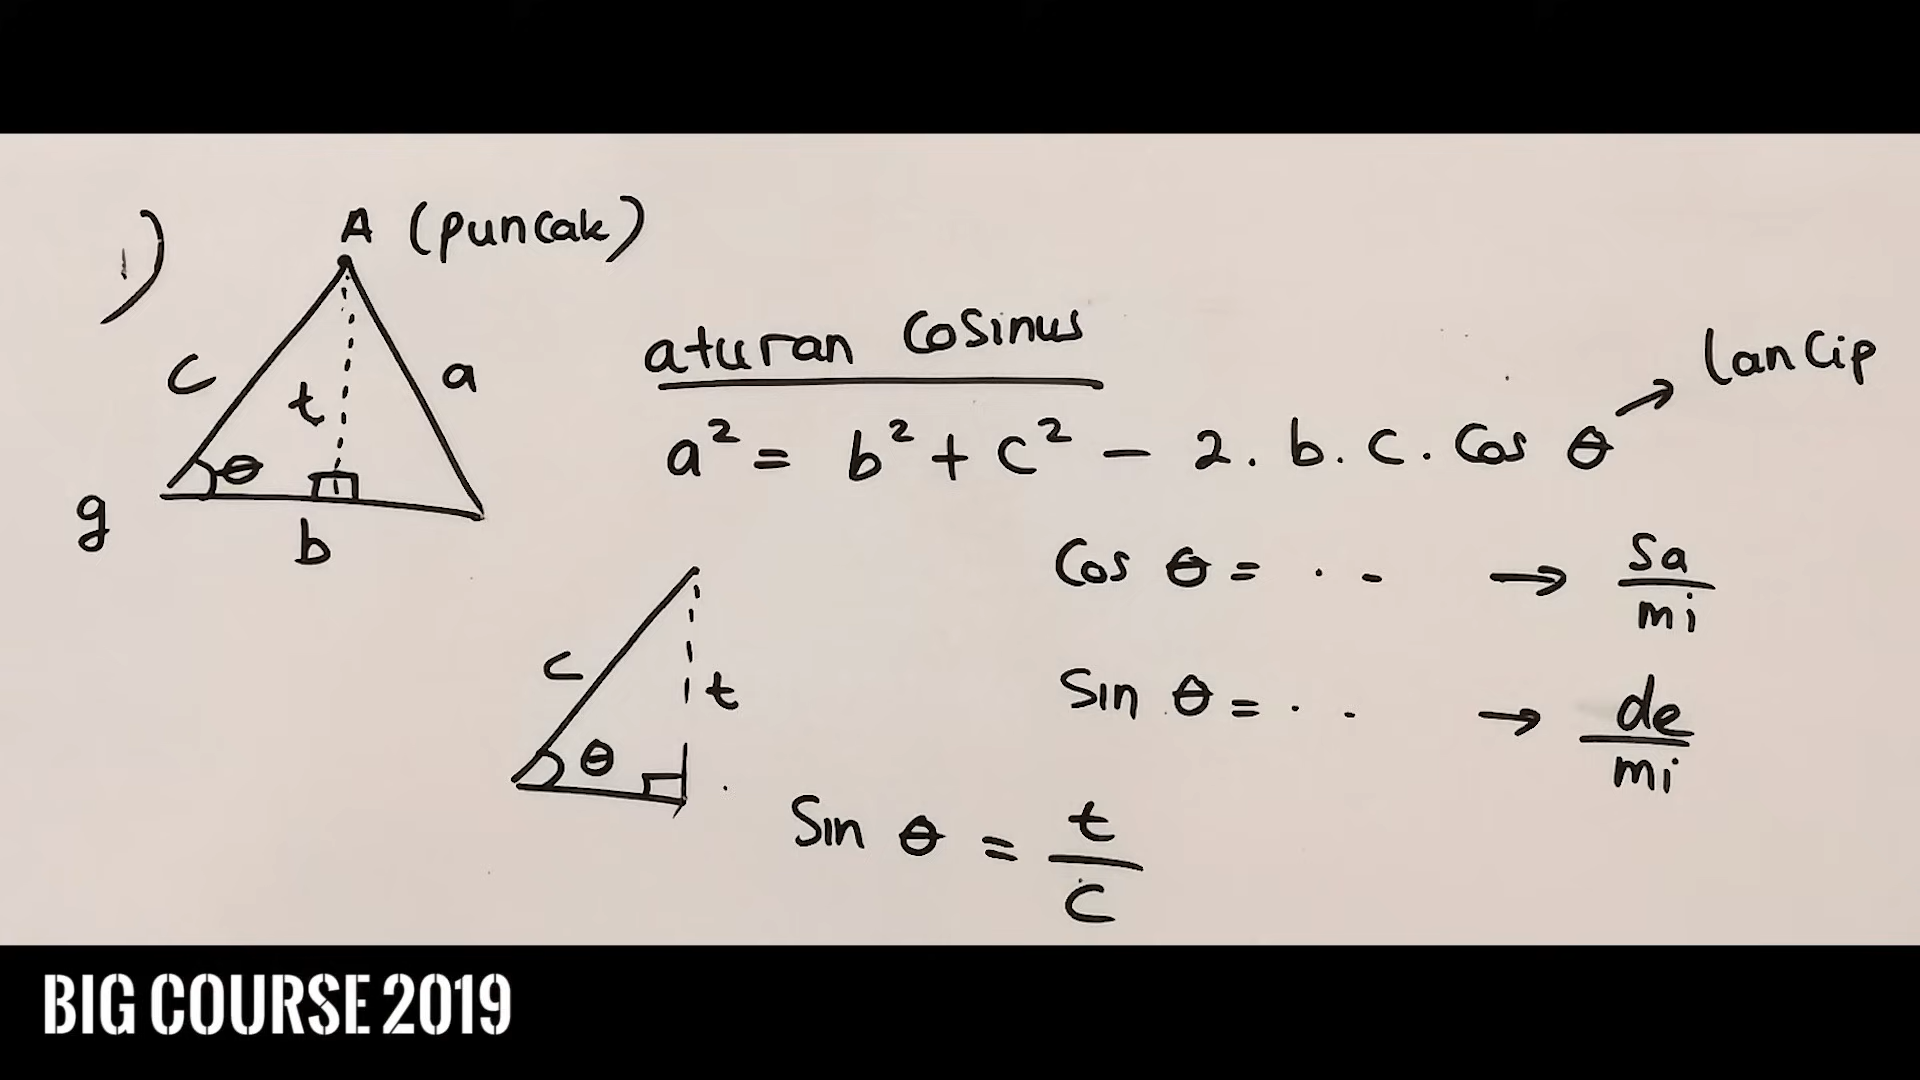 1)
A (puncak)
c
t
a
θ
g
b
aturan cosinus
a² = b² + c² - 2. b. c. cos θ → lancip
cos θ = . . → sa/mi
sin θ = . . → de/mi
c
t
θ
sin θ = t/c
BIG COURSE 2019